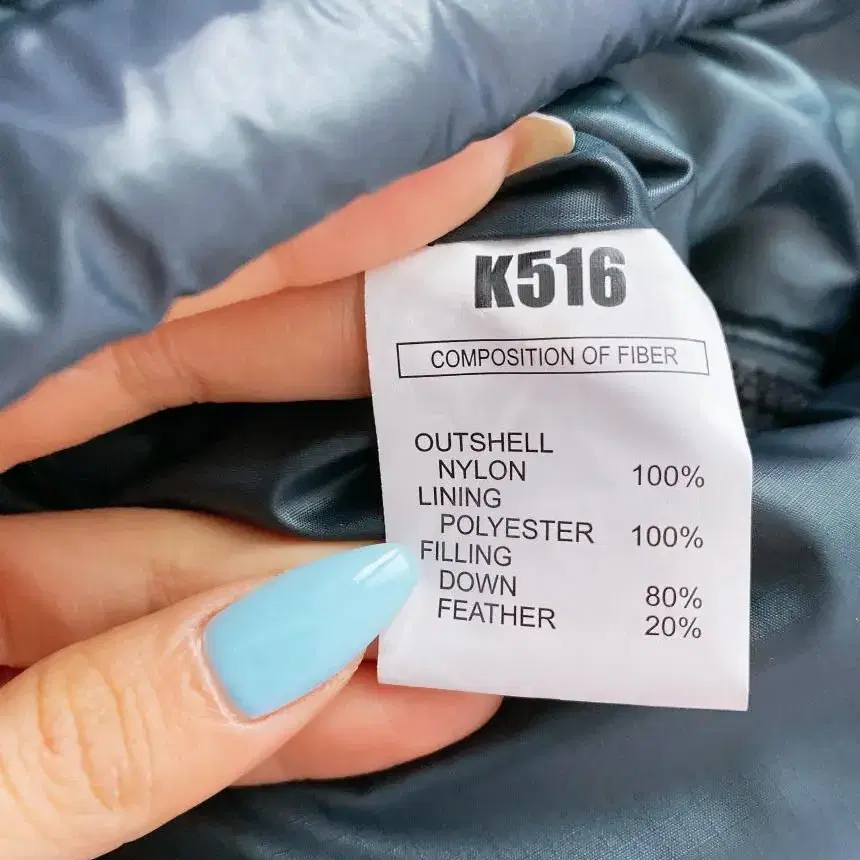 K516
COMPOSITION OF FIBER
OUTSHELL
NYLON 100%
LINING
POLYESTER 100%
FILLING
DOWN 80%
FEATHER 20%